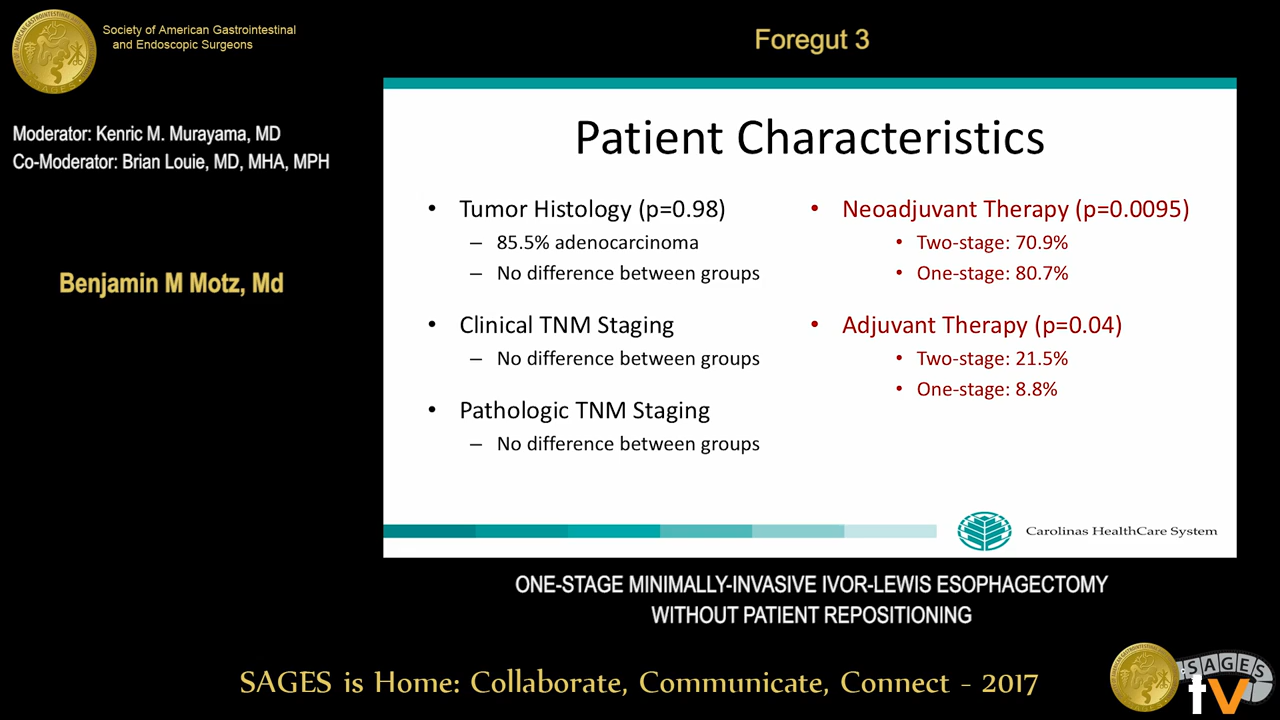 Society of American Gastrointestinal
and Endoscopic Surgeons
Foregut 3
Moderator: Kenric M. Murayama, MD
Co-Moderator: Brian Louie, MD, MHA, MPH
Benjamin M Motz, Md
Patient Characteristics
• Tumor Histology (p=0.98)
– 85.5% adenocarcinoma
– No difference between groups
• Clinical TNM Staging
– No difference between groups
• Pathologic TNM Staging
– No difference between groups
• Neoadjuvant Therapy (p=0.0095)
• Two-stage: 70.9%
• One-stage: 80.7%
• Adjuvant Therapy (p=0.04)
• Two-stage: 21.5%
• One-stage: 8.8%
Carolinas HealthCare System
ONE-STAGE MINIMALLY-INVASIVE IVOR-LEWIS ESOPHAGECTOMY
WITHOUT PATIENT REPOSITIONING
SAGES is Home: Collaborate, Communicate, Connect - 2017
SAGES
tv